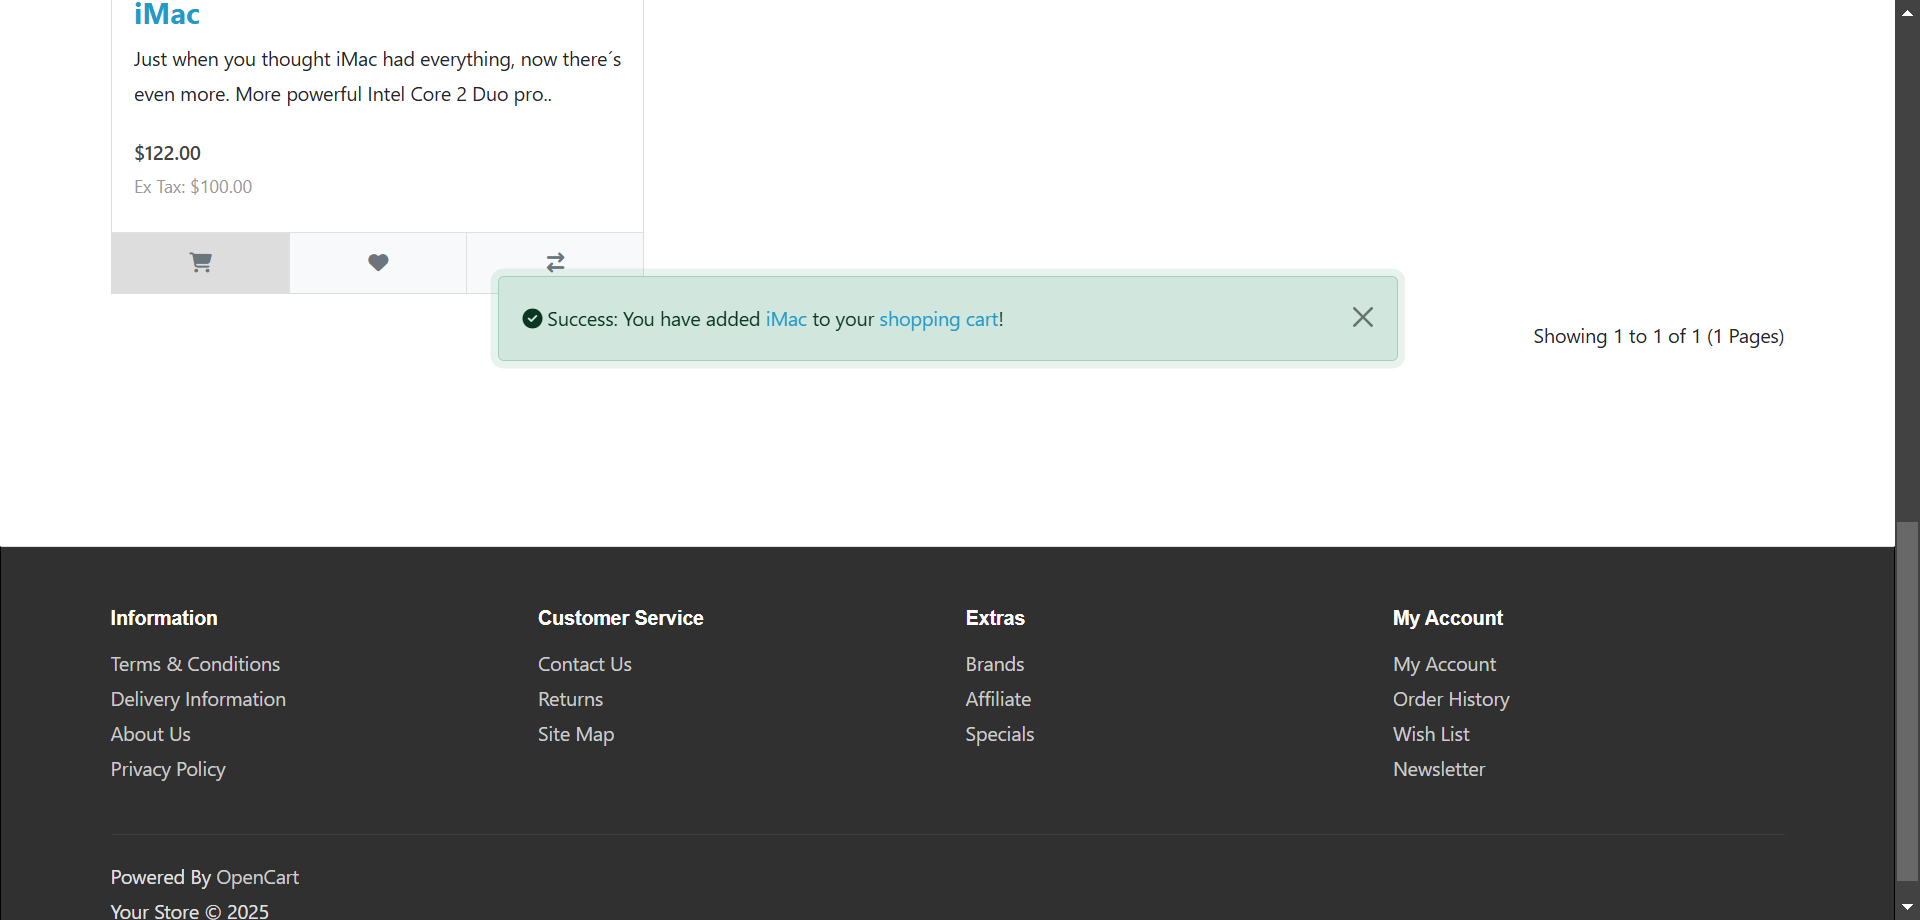 iMac
Just when you thought iMac had everything, now there´s
even more. More powerful Intel Core 2 Duo pro..
$122.00
Ex Tax: $100.00
Success: You have added iMac to your shopping cart!
Showing 1 to 1 of 1 (1 Pages)
Information
Terms & Conditions
Delivery Information
About Us
Privacy Policy
Customer Service
Contact Us
Returns
Site Map
Extras
Brands
Affiliate
Specials
My Account
My Account
Order History
Wish List
Newsletter
Powered By OpenCart
Your Store © 2025